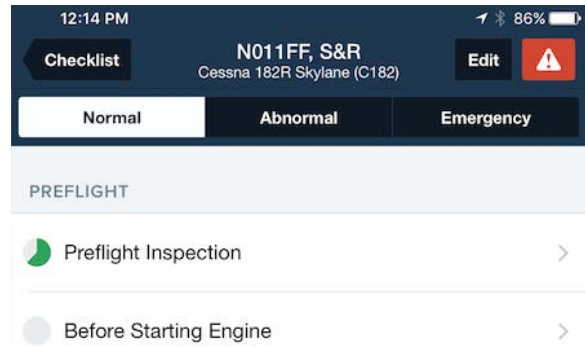 12:14 PM 86%
Checklist
N011FF, S&R
Cessna 182R Skylane (C182)
Edit
Normal Abnormal Emergency
PREFLIGHT
Preflight Inspection
Before Starting Engine